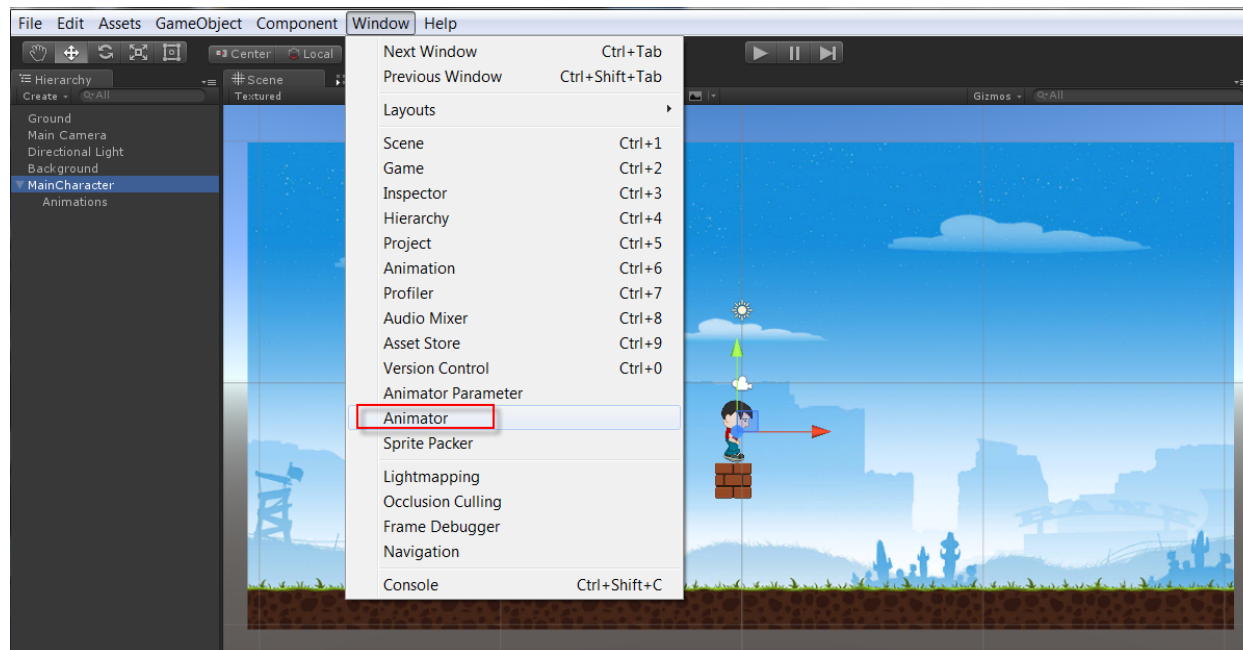 File Edit Assets GameObject Component Window Help
Center Local
Hierarchy
Create All
Ground
Main Camera
Directional Light
Background
MainCharacter
Animations
Scene
Textured
Next Window Ctrl+Tab
Previous Window Ctrl+Shift+Tab
Layouts
Scene Ctrl+1
Game Ctrl+2
Inspector Ctrl+3
Hierarchy Ctrl+4
Project Ctrl+5
Animation Ctrl+6
Profiler Ctrl+7
Audio Mixer Ctrl+8
Asset Store Ctrl+9
Version Control Ctrl+0
Animator Parameter
Animator
Sprite Packer
Lightmapping
Occlusion Culling
Frame Debugger
Navigation
Console Ctrl+Shift+C
Gizmos All